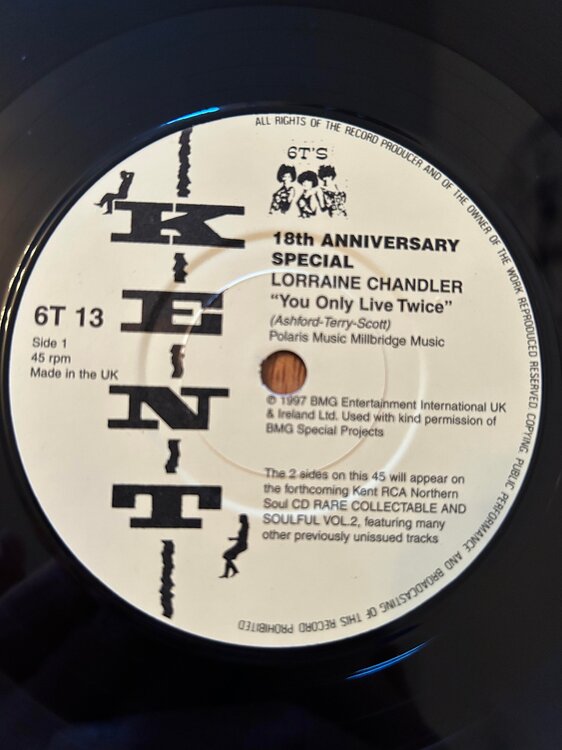 ALL RIGHTS OF THE RECORD PRODUCER AND OF THE OWNER OF THE WORK REPRODUCED RESERVED COPYING PUBLIC PERFORMANCE AND BROADCASTING OF THIS RECORD PROHIBITED
6T'S
KENT
18th ANNIVERSARY
SPECIAL
LORRAINE CHANDLER
"You Only Live Twice"
(Ashford-Terry-Scott)
Polaris Music Millbridge Music
6T 13
Side 1
45 rpm
Made in the UK
℗ 1997 BMG Entertainment International UK
& Ireland Ltd. Used with kind permission of
BMG Special Projects
The 2 sides on this 45 will appear on
the forthcoming Kent RCA Northern
Soul CD RARE COLLECTABLE AND
SOULFUL VOL.2, featuring many
other previously unissued tracks